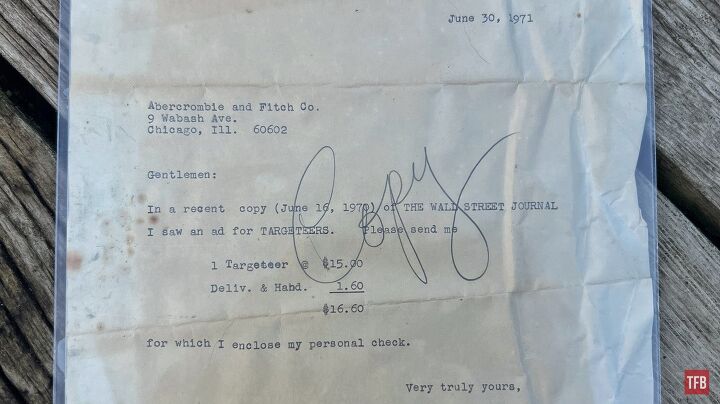 June 30, 1971
Abercrombie and Fitch Co.
9 Wabash Ave.
Chicago, Ill. 60602
Gentlemen:
In a recent copy (June 16, 1970) of THE WALL STREET JOURNAL
I saw an ad for TARGETEERS. Please send me
1 Targeteer @ $15.00
Deliv. & Habd. 1.60
$16.60
for which I enclose my personal check.
Very truly yours,
Copy
TFB